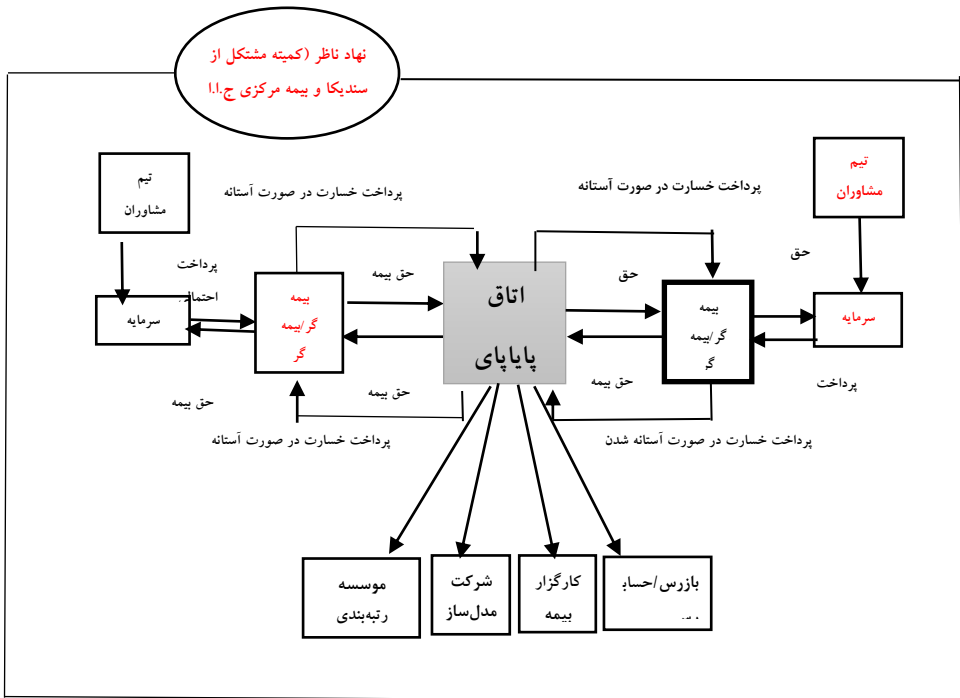 نهاد ناظر (کمیته مشتکل از
سندیکا و بیمه مرکزی ج.ا.ا
تیم
مشاوران
پرداخت خسارت در صورت آستانه
پرداخت خسارت در صورت آستانه
تیم
مشاوران
حق
حق
حق بیمه
پرداخت
سرمایه
بیمه
گر/بیمه
گر
اتاق
پایاپای
بیمه
گر/بیمه
گر
سرمایه
سرمایه
پرداخت
حق بیمه
حق بیمه
حق بیمه
پرداخت خسارت در صورت آستانه شدن
پرداخت خسارت در صورت آستانه
بازرس/حساب
کارگزار
بیمه
شرکت
مدل‌ساز
موسسه
رتبه‌بندی